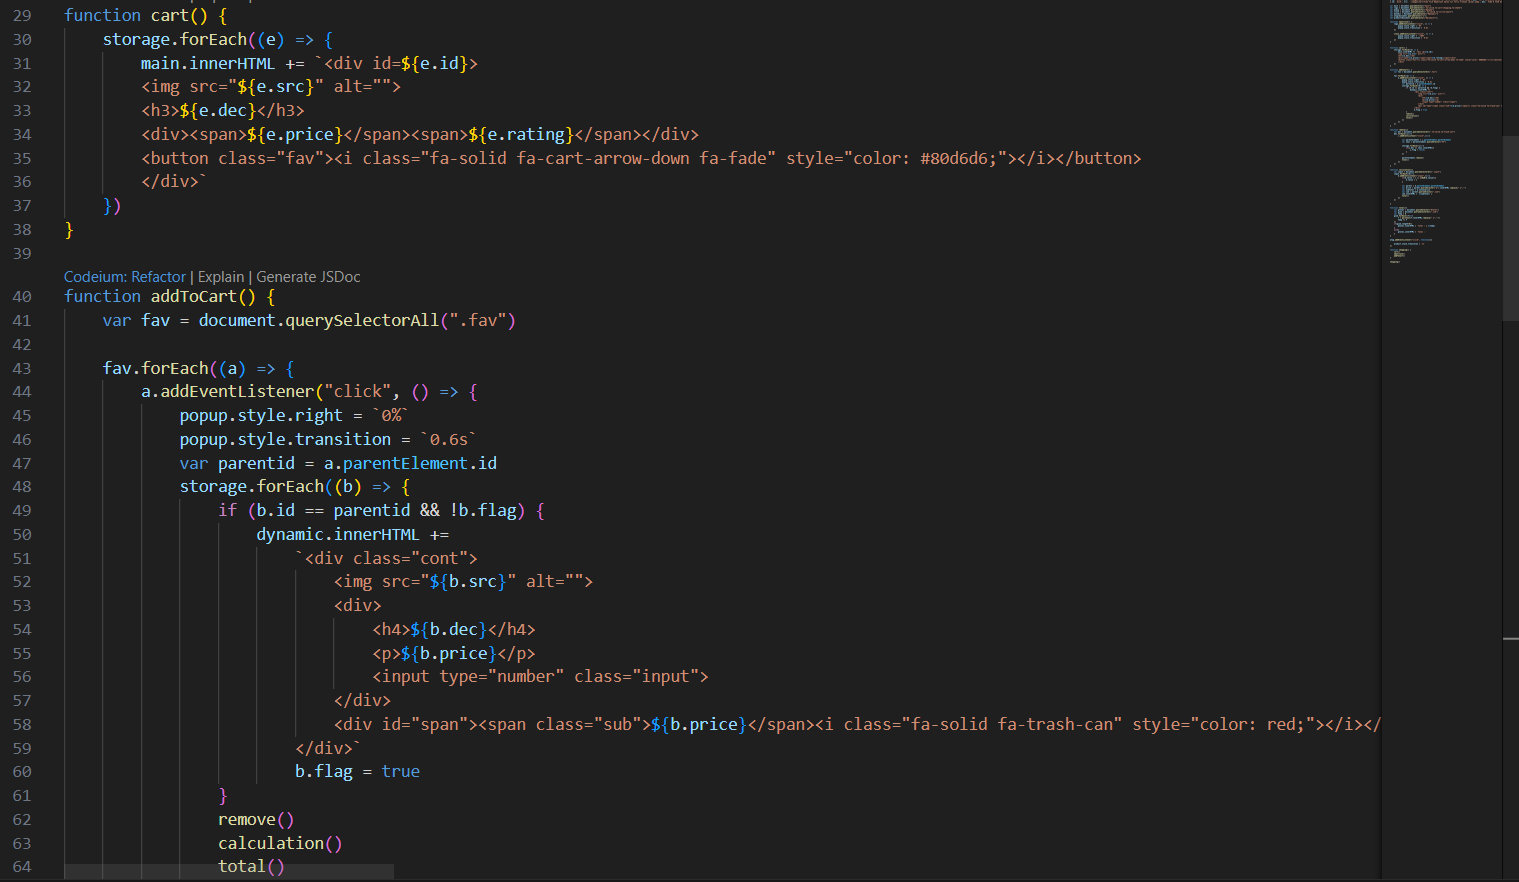 29 function cart() {
30 storage.forEach((e) => {
31 main.innerHTML += `<div id=${e.id}>
32 <img src="${e.src}" alt="">
33 <h3>${e.dec}</h3>
34 <div><span>${e.price}</span><span>${e.rating}</span></div>
35 <button class="fav"><i class="fa-solid fa-cart-arrow-down fa-fade" style="color: #80d6d6;"></i></button>
36 </div>`
37 })
38 }
39
Codeium: Refactor | Explain | Generate JSDoc
40 function addToCart() {
41 var fav = document.querySelectorAll(".fav")
42
43 fav.forEach((a) => {
44 a.addEventListener("click", () => {
45 popup.style.right = `0%`
46 popup.style.transition = `0.6s`
47 var parentid = a.parentElement.id
48 storage.forEach((b) => {
49 if (b.id == parentid && !b.flag) {
50 dynamic.innerHTML +=
51 `<div class="cont">
52 <img src="${b.src}" alt="">
53 <div>
54 <h4>${b.dec}</h4>
55 <p>${b.price}</p>
56 <input type="number" class="input">
57 </div>
58 <div id="span"><span class="sub">${b.price}</span><i class="fa-solid fa-trash-can" style="color: red;"></i></
59 </div>`
60 b.flag = true
61 }
62 remove()
63 calculation()
64 total()